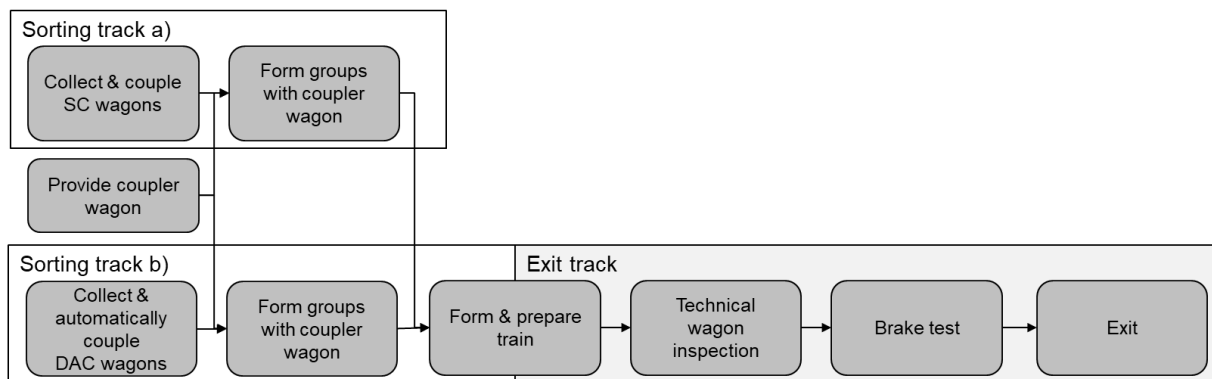 Sorting track a)
Collect & couple
SC wagons
Form groups
with coupler
wagon
Provide coupler
wagon
Sorting track b)
Collect &
automatically
couple
DAC wagons
Form groups
with coupler
wagon
Exit track
Form & prepare
train
Technical
wagon
inspection
Brake test
Exit